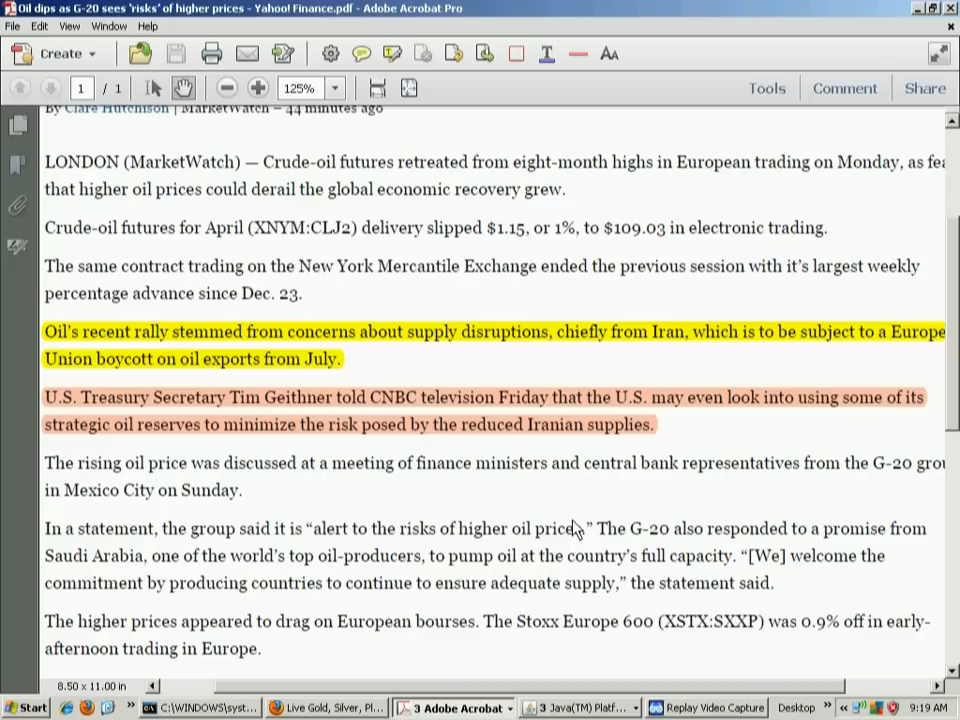 Oil dips as G-20 sees 'risks' of higher prices - Yahoo! Finance.pdf - Adobe Acrobat Pro
File Edit View Window Help
Create
1 / 1 125% Tools Comment Share
By Clare Hutchison | MarketWatch – 44 minutes ago
LONDON (MarketWatch) — Crude-oil futures retreated from eight-month highs in European trading on Monday, as fea
that higher oil prices could derail the global economic recovery grew.
Crude-oil futures for April (XNYM:CLJ2) delivery slipped $1.15, or 1%, to $109.03 in electronic trading.
The same contract trading on the New York Mercantile Exchange ended the previous session with it's largest weekly
percentage advance since Dec. 23.
Oil's recent rally stemmed from concerns about supply disruptions, chiefly from Iran, which is to be subject to a Europe
Union boycott on oil exports from July.
U.S. Treasury Secretary Tim Geithner told CNBC television Friday that the U.S. may even look into using some of its
strategic oil reserves to minimize the risk posed by the reduced Iranian supplies.
The rising oil price was discussed at a meeting of finance ministers and central bank representatives from the G-20 grou
in Mexico City on Sunday.
In a statement, the group said it is “alert to the risks of higher oil price.” The G-20 also responded to a promise from
Saudi Arabia, one of the world's top oil-producers, to pump oil at the country's full capacity. “[We] welcome the
commitment by producing countries to continue to ensure adequate supply,” the statement said.
The higher prices appeared to drag on European bourses. The Stoxx Europe 600 (XSTX:SXXP) was 0.9% off in early-
afternoon trading in Europe.
8.50 x 11.00 in
Start C:\WINDOWS\syst... Live Gold, Silver, Pl... 3 Adobe Acrobat 3 Java(TM) Platf... Replay Video Capture Desktop 9:19 AM